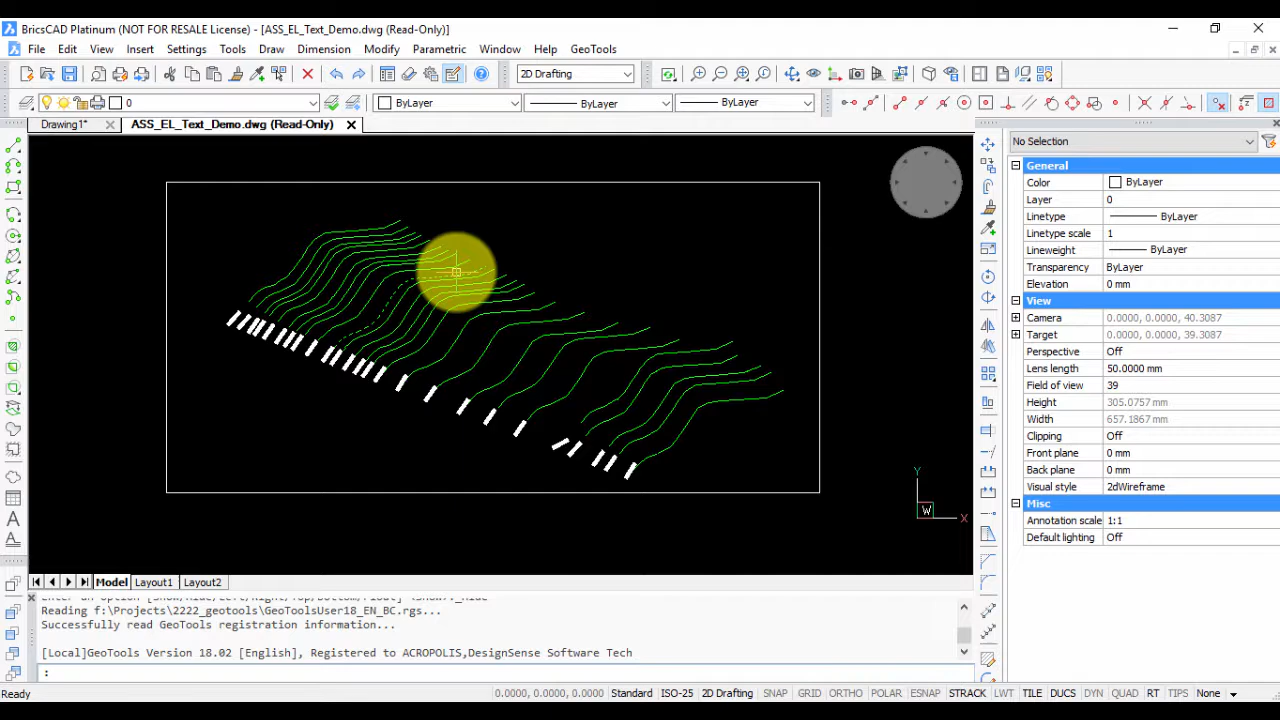 BricsCAD Platinum (NOT FOR RESALE License) - [ASS_EL_Text_Demo.dwg (Read-Only)]
File Edit View Insert Settings Tools Draw Dimension Modify Parametric Window Help GeoTools
2D Drafting
0 ByLayer ByLayer ByLayer
Drawing1* ASS_EL_Text_Demo.dwg (Read-Only)
No Selection
General
Color ByLayer
Layer 0
Linetype ByLayer
Linetype scale 1
Lineweight ByLayer
Transparency ByLayer
Elevation 0 mm
View
Camera 0.0000, 0.0000, 40.3087
Target 0.0000, 0.0000, 39.3087
Perspective Off
Lens length 50.0000 mm
Field of view 39
Height 305.0757 mm
Width 657.1867 mm
Clipping Off
Front plane 0 mm
Back plane 0 mm
Visual style 2dWireframe
Misc
Annotation scale 1:1
Default lighting Off
Y
W X
Model Layout1 Layout2
Reading f:\Projects\2222_geotools\GeoToolsUser18_EN_BC.rgs...
Successfully read GeoTools registration information...
[Local]GeoTools Version 18.02 [English], Registered to ACROPOLIS,DesignSense Software Tech
:
Ready 0.0000, 0.0000, 0.0000 Standard ISO-25 2D Drafting SNAP GRID ORTHO POLAR ESNAP STRACK LWT TILE DUCS DYN QUAD RT TIPS None